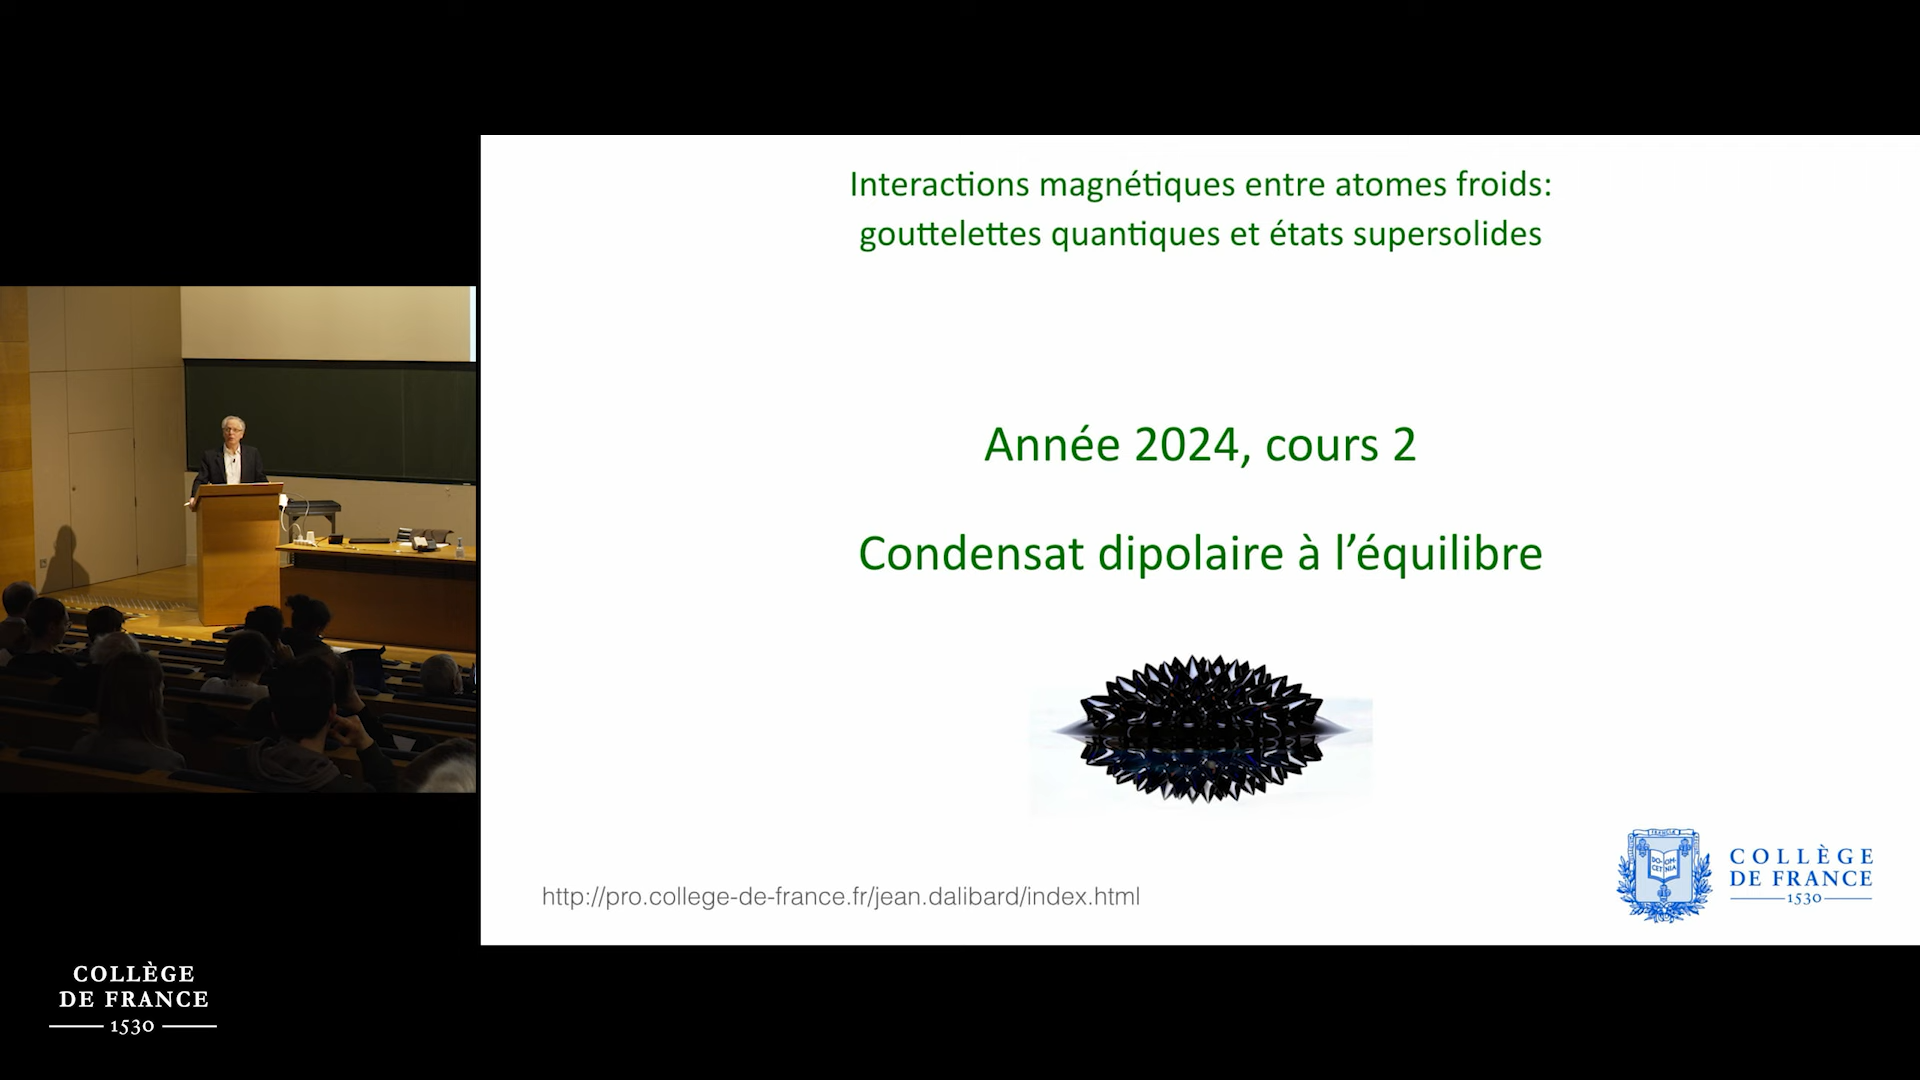 Interactions magnétiques entre atomes froids:
gouttelettes quantiques et états supersolides
Année 2024, cours 2
Condensat dipolaire à l’équilibre
http://pro.college-de-france.fr/jean.dalibard/index.html
COLLÈGE
DE FRANCE
1530
COLLÈGE
DE FRANCE
1530